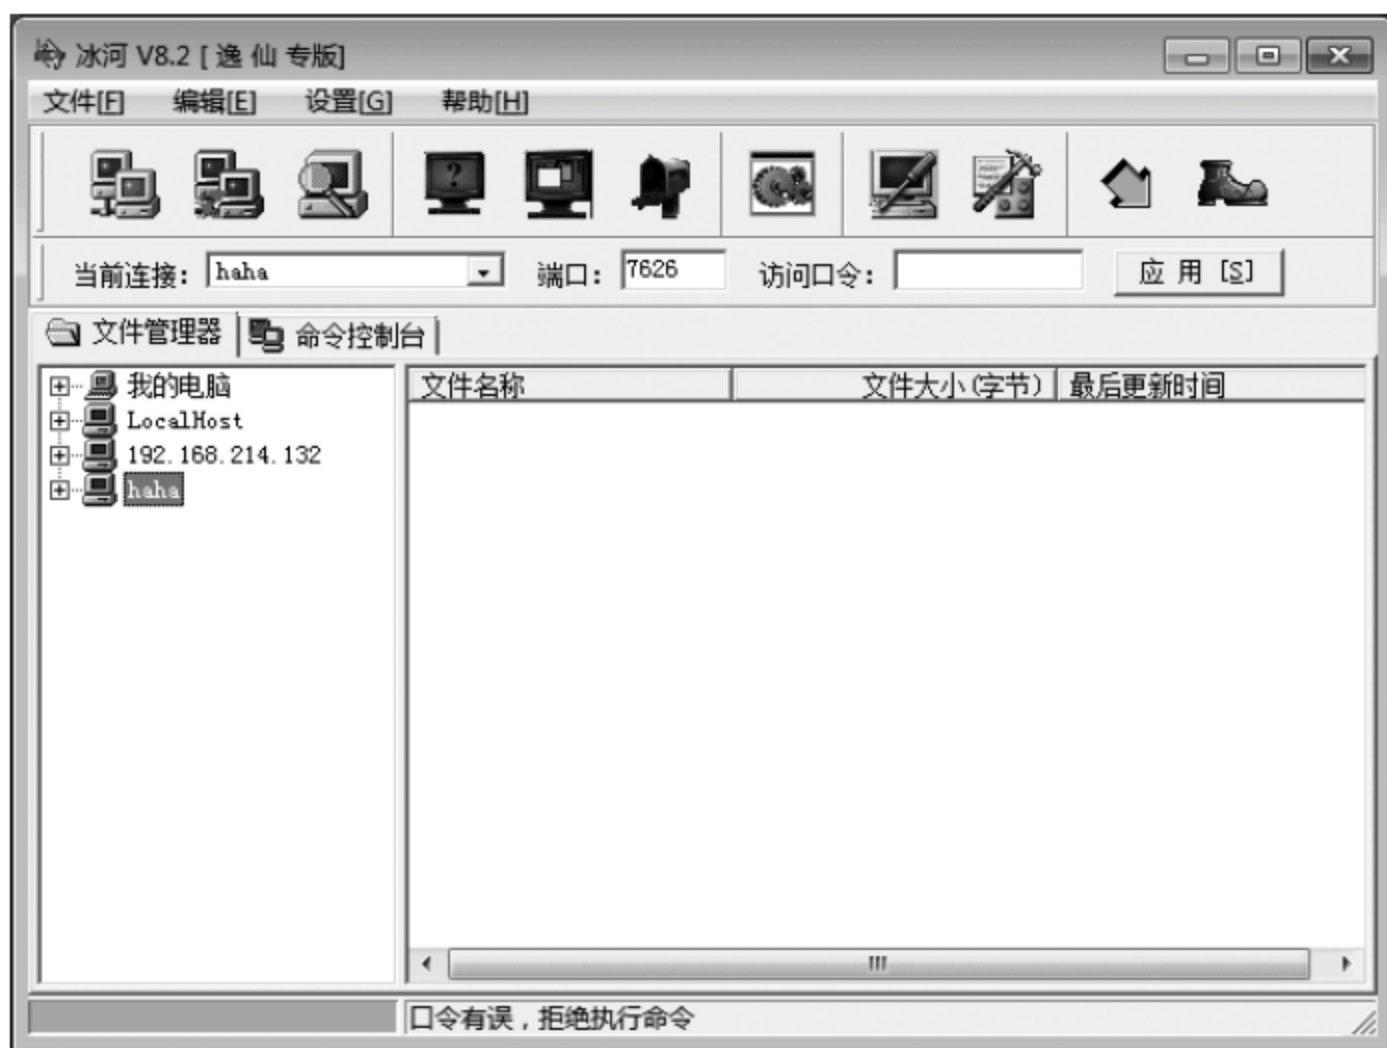 冰河 V8.2 [ 逸 仙 专版]
文件[F] 编辑[E] 设置[G] 帮助[H]
当前连接： haha 端口： 7626 访问口令： 应 用 [S]
文件管理器 命令控制台
我的电脑 文件名称 文件大小(字节) 最后更新时间
LocalHost
192.168.214.132
haha
口令有误，拒绝执行命令